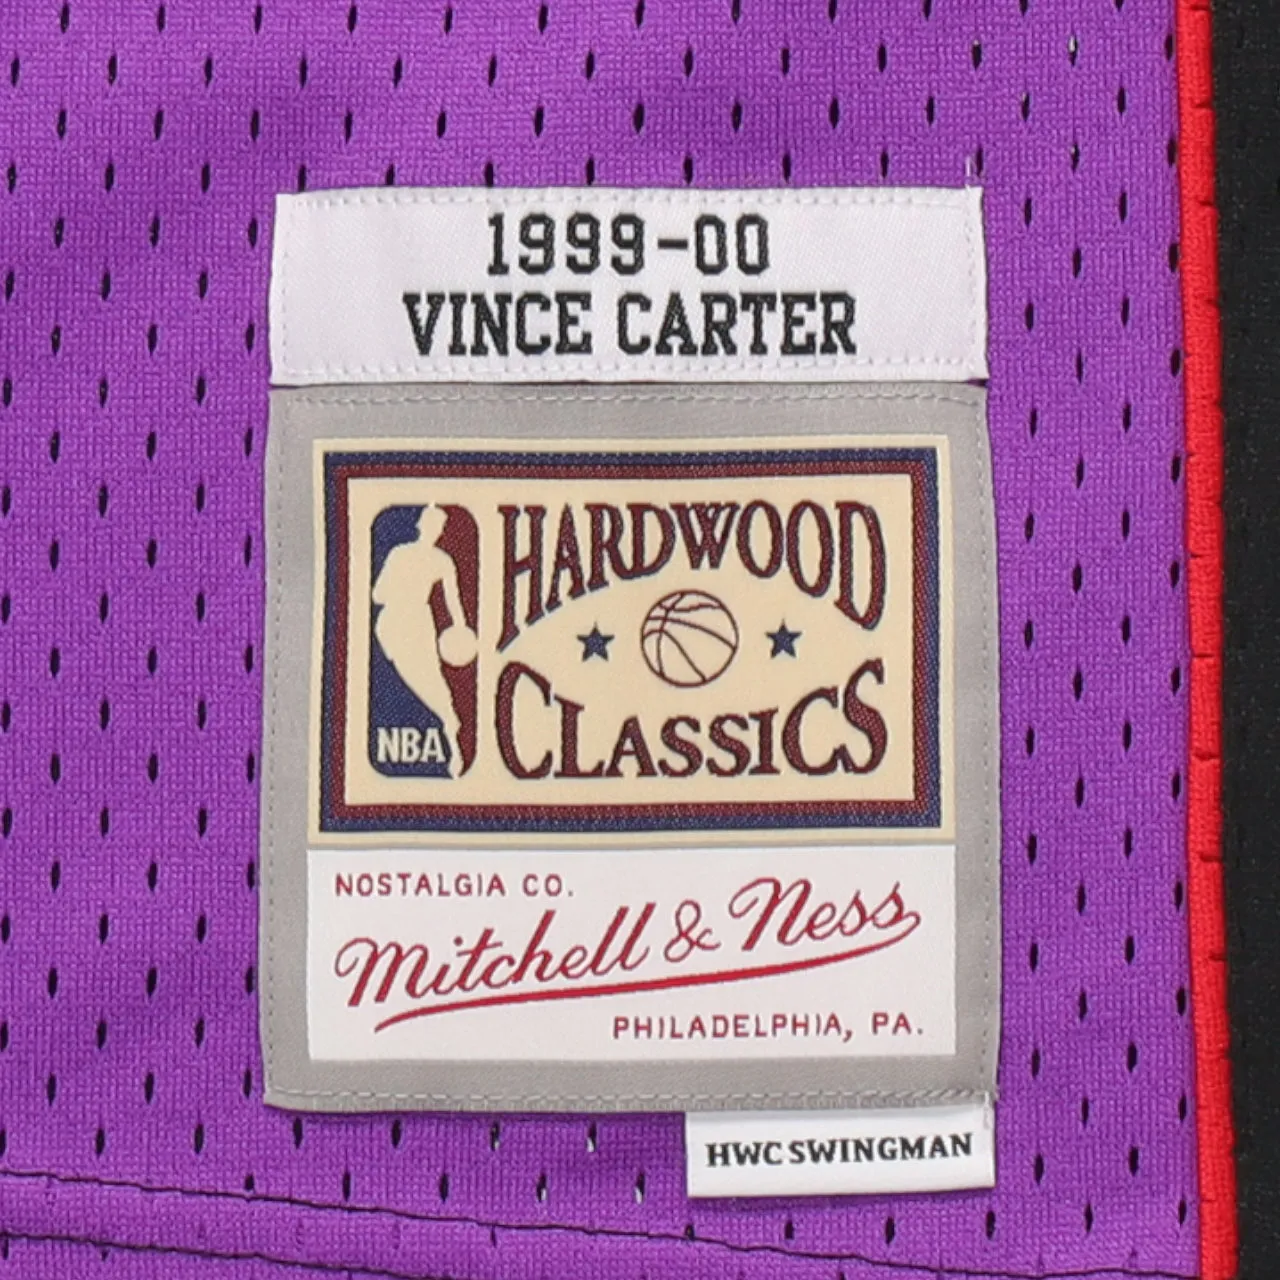 1999-00
VINCE CARTER
HARDWOOD
CLASSICS
NBA
NOSTALGIA CO.
Mitchell & Ness
PHILADELPHIA, PA.
HWC SWINGMAN